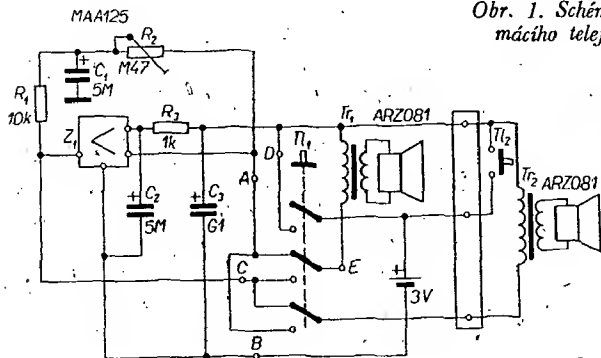 MAA125
Obr. 1. Schém
mácího telej
R2
M47
C1
5M
R1
10k
Z1
R3
1k
C2
5M
C3
G1
A
D
Tl1
Tr1
ARZ081
Tl2
Tr2
ARZ081
C
E
3V
B